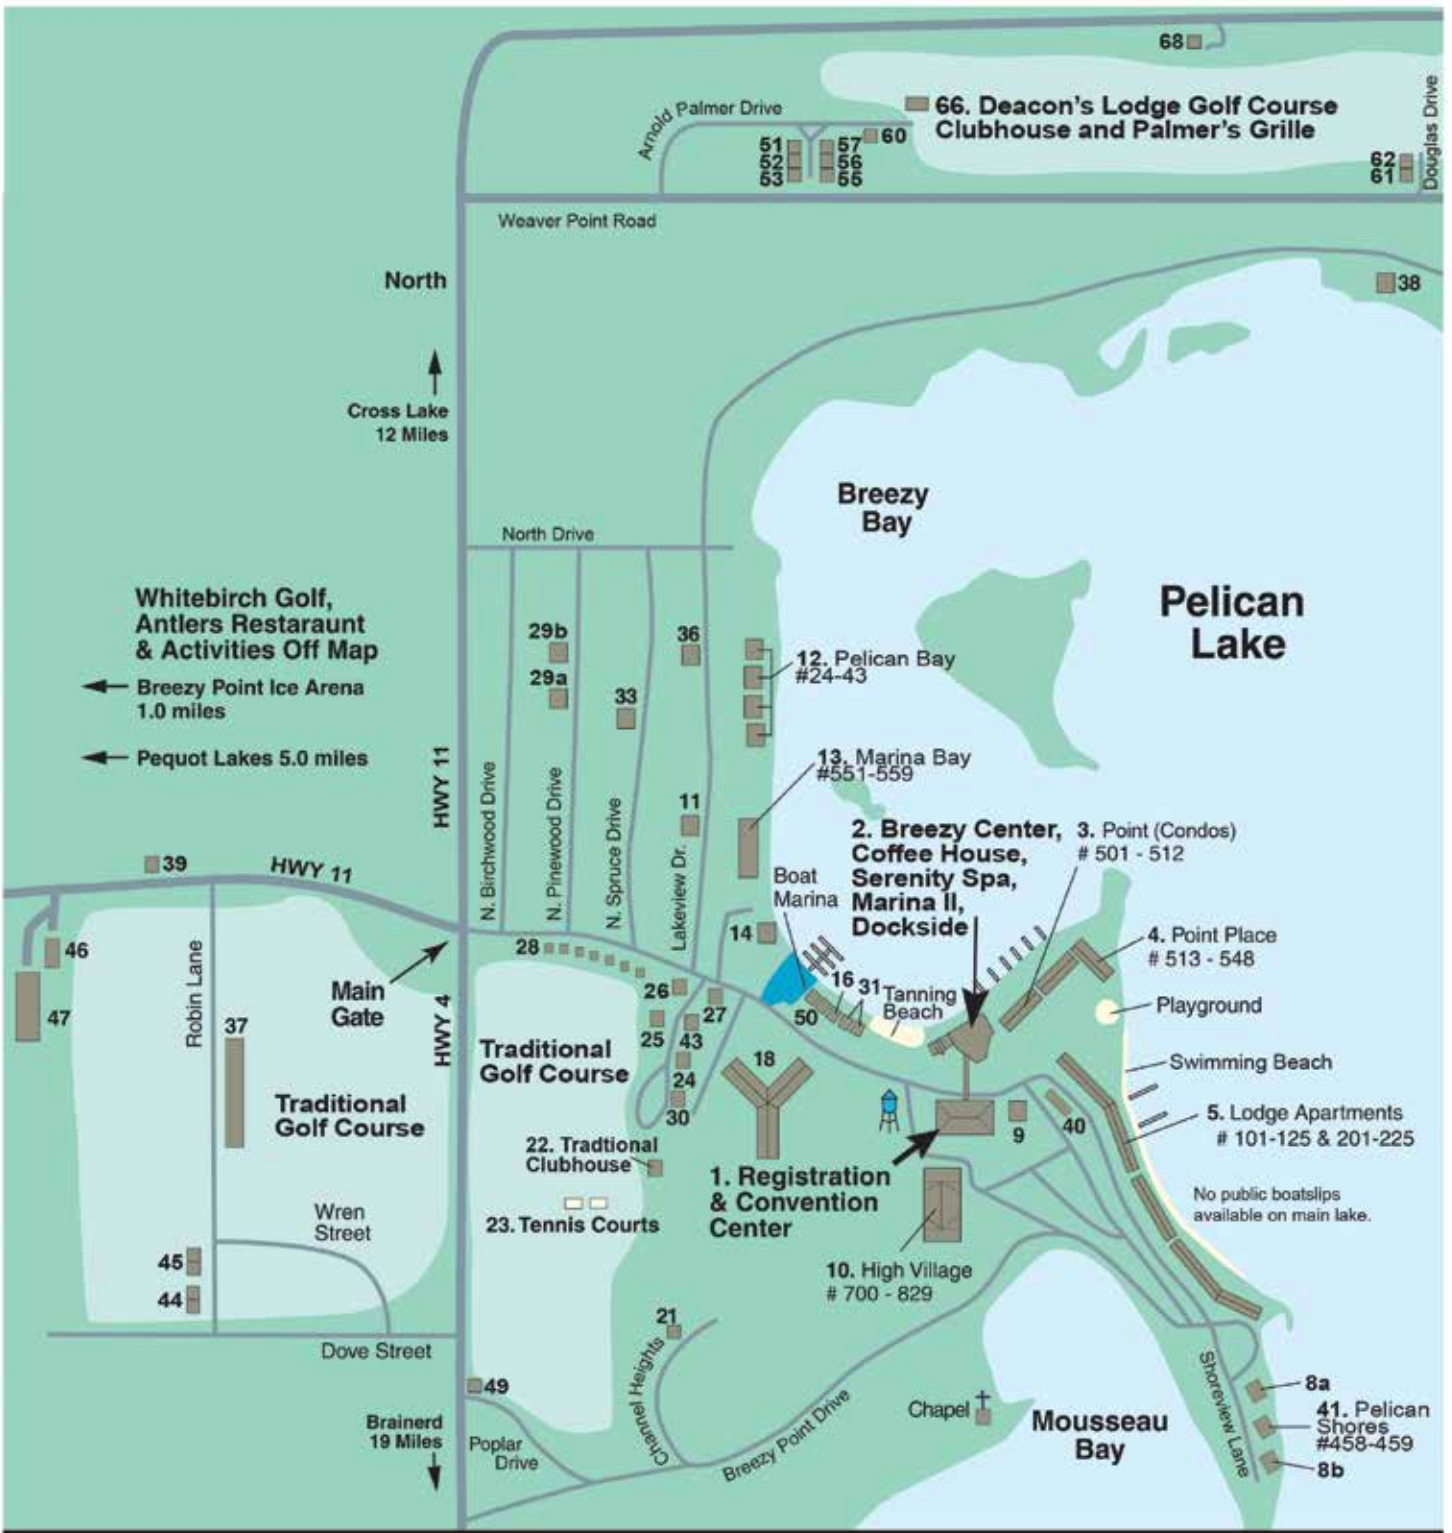 68
66. Deacon's Lodge Golf Course
Clubhouse and Palmer's Grille
Arnold Palmer Drive
60
51
52
53
57
56
55
62
61
Douglas Drive
Weaver Point Road
North
38
Cross Lake
12 Miles
Breezy
Bay
North Drive
Pelican
Lake
Whitebirch Golf,
Antlers Restaraunt
& Activities Off Map
Breezy Point Ice Arena
1.0 miles
Pequot Lakes 5.0 miles
29b
29a
33
36
12. Pelican Bay
#24-43
13. Marina Bay
#551-559
HWY 11
N. Birchwood Drive
N. Pinewood Drive
N. Spruce Drive
Lakeview Dr.
11
2. Breezy Center,
Coffee House,
Serenity Spa,
Marina II,
Dockside
3. Point (Condos)
# 501 - 512
Boat
Marina
39
HWY 11
46
47
Robin Lane
37
Main
Gate
HWY 4
28
14
4. Point Place
# 513 - 548
16
31
Tanning
Beach
50
Playground
26
27
25
43
24
30
18
Traditional
Golf Course
Traditional
Golf Course
Swimming Beach
5. Lodge Apartments
# 101-125 & 201-225
9
40
22. Tradtional
Clubhouse
1. Registration
& Convention
Center
No public boatslips
available on main lake.
23. Tennis Courts
Wren
Street
45
44
10. High Village
# 700 - 829
21
Channel Heights
Dove Street
49
Brainerd
19 Miles
Poplar
Drive
Breezy Point Drive
Chapel
Mousseau
Bay
Shoreview Lane
8a
41. Pelican
Shores
#458-459
8b